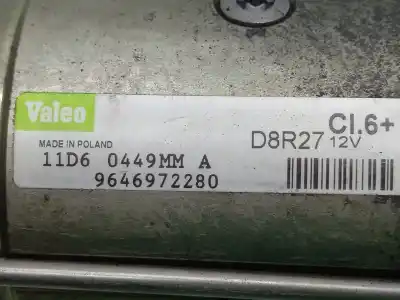 Valeo
MADE IN POLAND
11D6 0449MM A
9646972280
D8R27
Cl.6+
12V